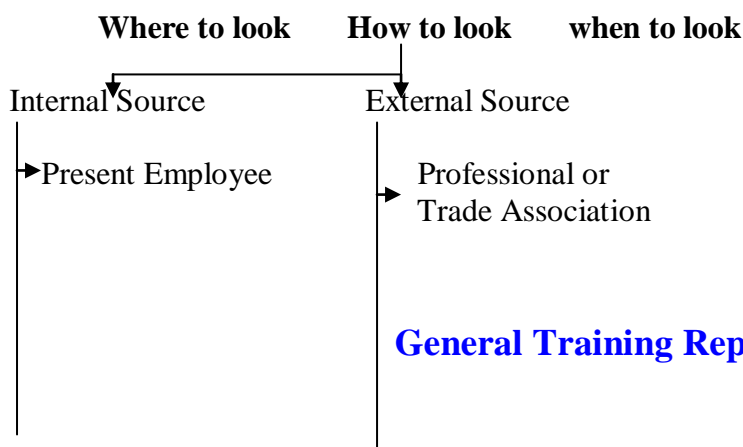 Where to look How to look when to look
Internal Source External Source
Present Employee
Professional or
Trade Association
General Training Rep